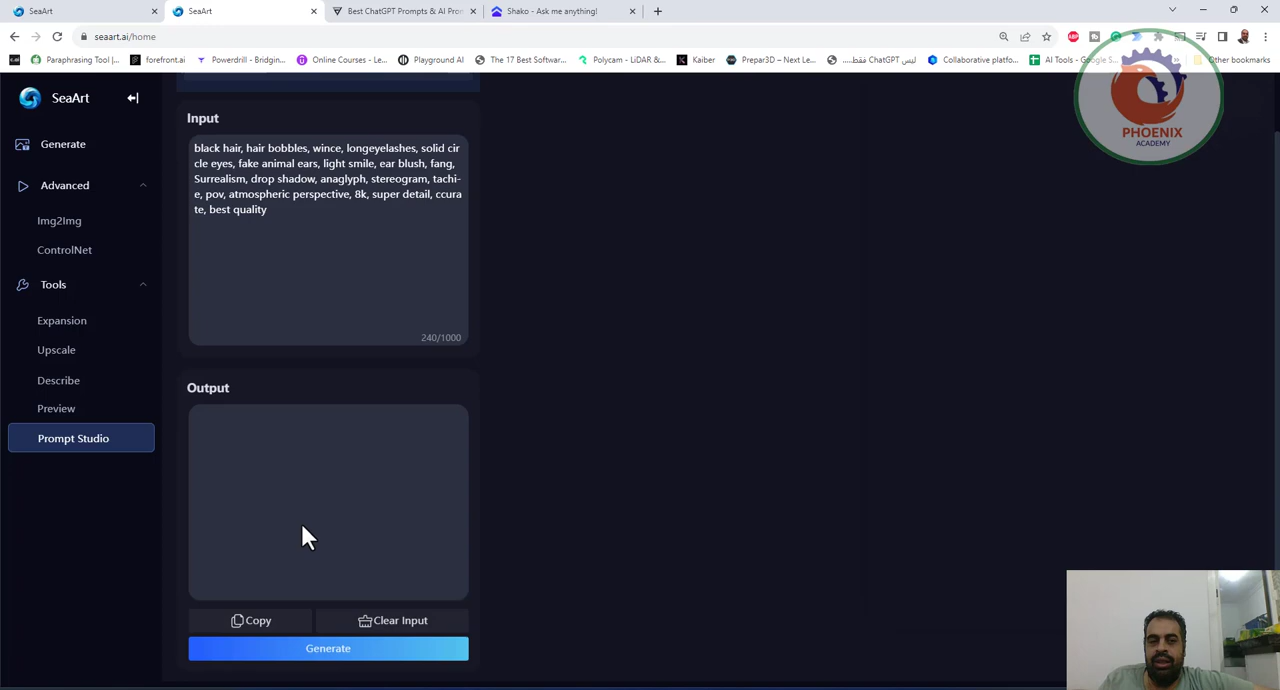 SeaArt
SeaArt
Best ChatGPT Prompts & AI Pro
Shako - Ask me anything!
seaart.ai/home
ABP
Paraphrasing Tool |...
forefront.ai
Powerdrill - Bridgin...
Online Courses - Le...
Playground AI
The 17 Best Softwar...
Polycam - LiDAR &...
Kaiber
Prepar3D – Next Le...
ليس ChatGPT فقط.....
Collaborative platfo...
AI Tools - Google S...
Other bookmarks
PHOENIX
ACADEMY
SeaArt
Generate
Advanced
Img2Img
ControlNet
Tools
Expansion
Upscale
Describe
Preview
Prompt Studio
Input
black hair, hair bobbles, wince, longeyelashes, solid cir
cle eyes, fake animal ears, light smile, ear blush, fang,
Surrealism, drop shadow, anaglyph, stereogram, tachi-
e, pov, atmospheric perspective, 8k, super detail, ccura
te, best quality
240/1000
Output
Copy
Clear Input
Generate